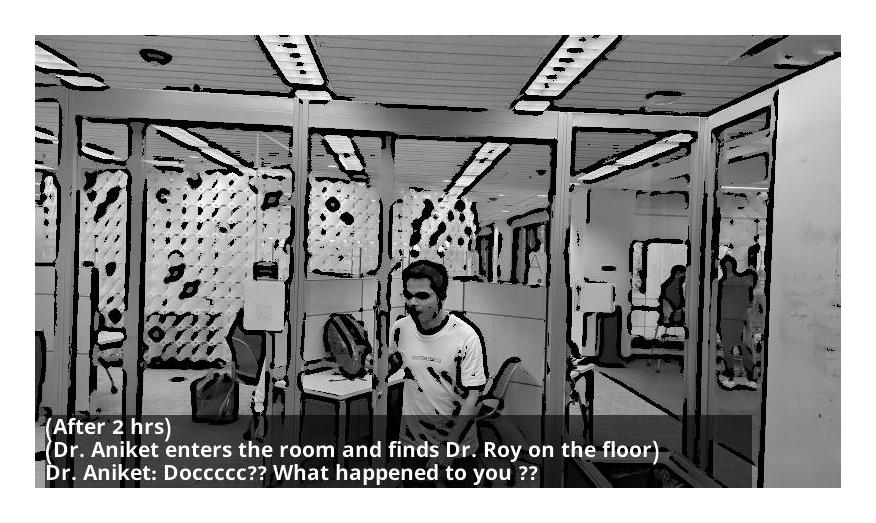 (After 2 hrs)
(Dr. Aniket enters the room and finds Dr. Roy on the floor)
Dr. Aniket: Doccccc?? What happened to you ??